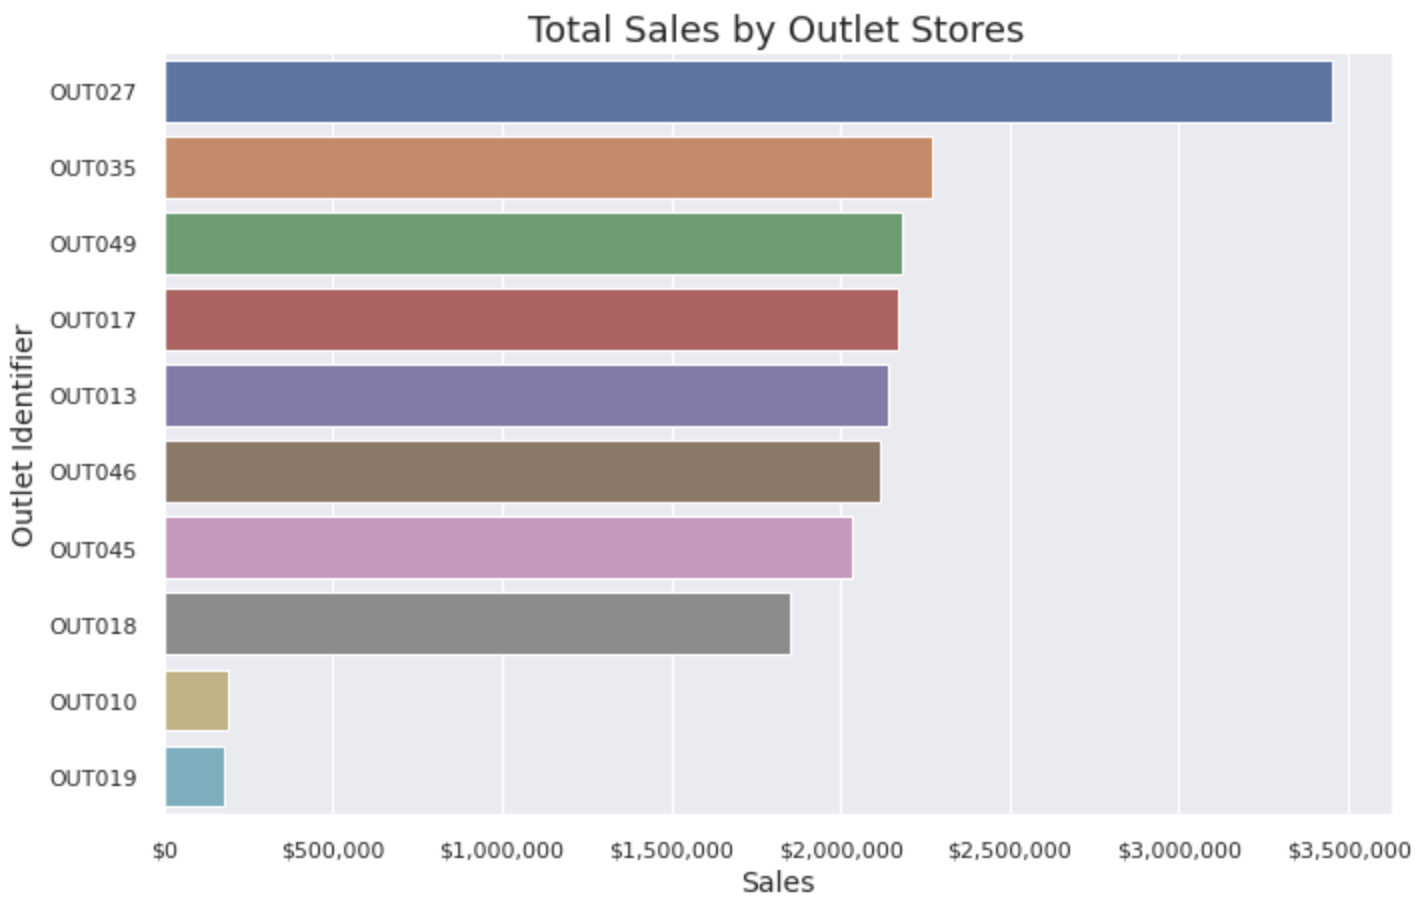 Total Sales by Outlet Stores
OUT027
OUT035
OUT049
OUT017
OUT013
OUT046
OUT045
OUT018
OUT010
OUT019
Outlet Identifier
$0 $500,000 $1,000,000 $1,500,000 $2,000,000 $2,500,000 $3,000,000 $3,500,000
Sales